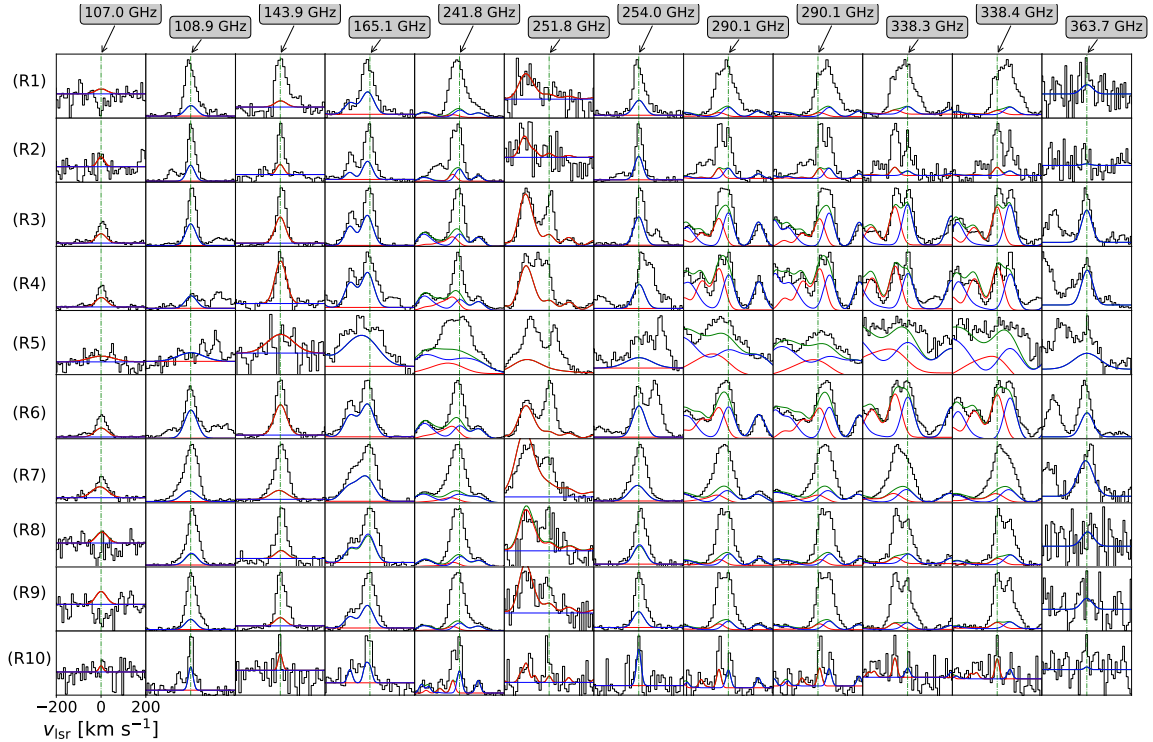 107.0 GHz 143.9 GHz 241.8 GHz 254.0 GHz 290.1 GHz 338.4 GHz
108.9 GHz 165.1 GHz 251.8 GHz 290.1 GHz 338.3 GHz 363.7 GHz
(R1)
(R2)
(R3)
(R4)
(R5)
(R6)
(R7)
(R8)
(R9)
(R10)
−200 0 200
v_lsr [km s⁻¹]